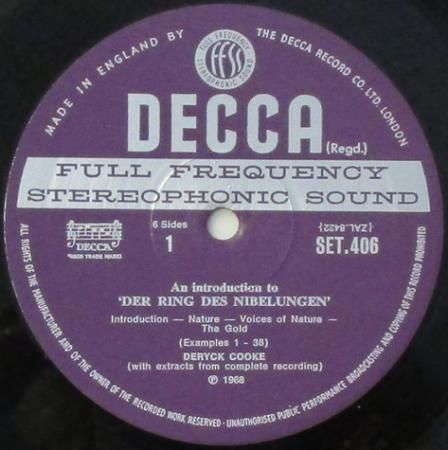 MADE IN ENGLAND BY
THE DECCA RECORD CO. LTD. LONDON
FULL FREQUENCY
FFSS
STEREOPHONIC SOUND
DECCA
(Regd.)
FULL FREQUENCY
STEREOPHONIC SOUND
DECCA
REGD TRADE MARK
6 Sides
1
{ZAL.8422}
SET.406
An introduction to
'DER RING DES NIBELUNGEN'
Introduction — Nature — Voices of Nature —
The Gold
(Examples 1 - 38)
DERYCK COOKE
(with extracts from complete recording)
℗ 1968
ALL RIGHTS OF THE MANUFACTURER AND OF THE OWNER OF THE RECORDED WORK RESERVED · UNAUTHORISED PUBLIC PERFORMANCE BROADCASTING AND COPYING OF THIS RECORD PROHIBITED